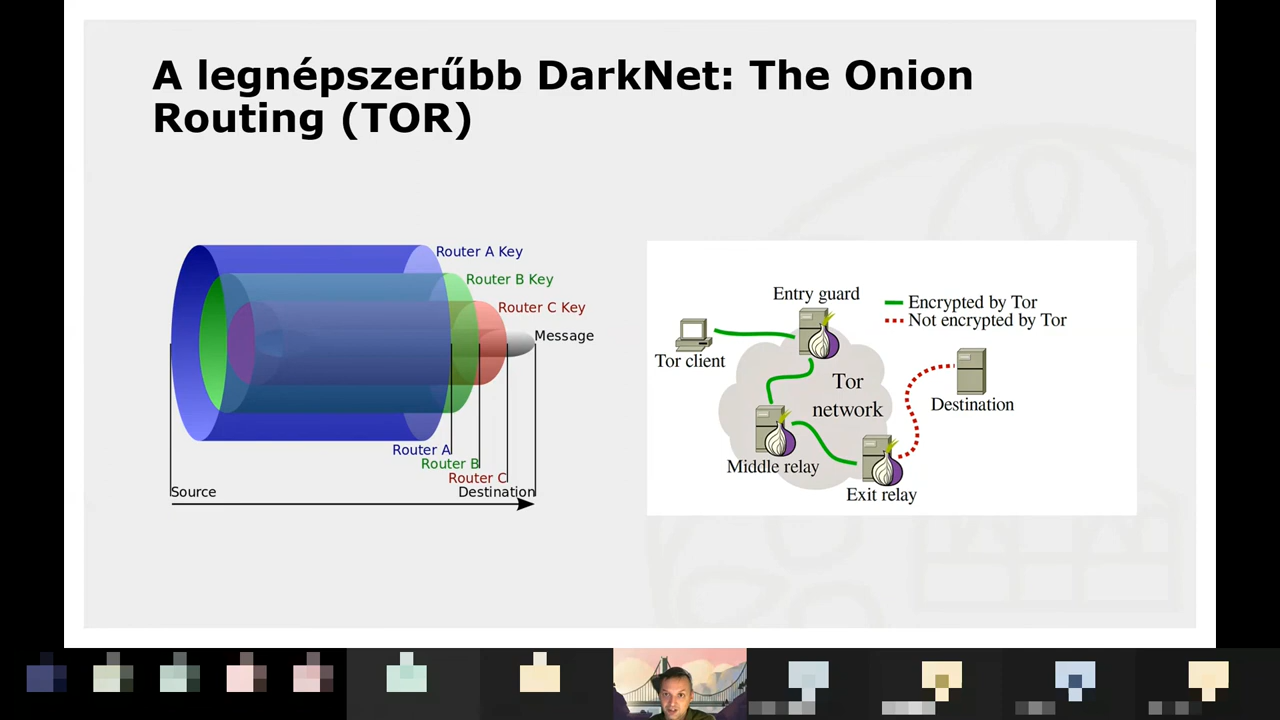 A legnépszerűbb DarkNet: The Onion
Routing (TOR)
Router A Key
Router B Key
Router C Key
Message
Router A
Router B
Router C
Source
Destination
Entry guard
Encrypted by Tor
Not encrypted by Tor
Tor client
Tor
network
Destination
Middle relay
Exit relay